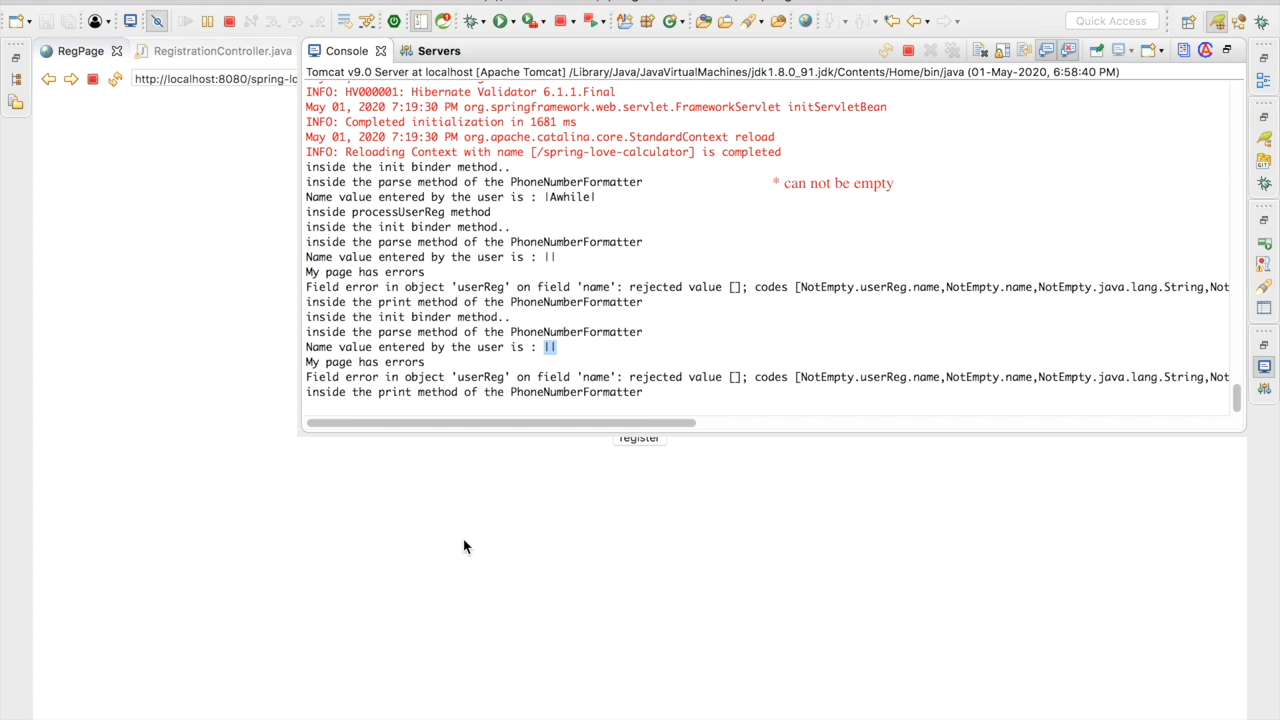 Quick Access
RegPage
RegistrationController.java
Console
Servers
http://localhost:8080/spring-lo
Tomcat v9.0 Server at localhost [Apache Tomcat] /Library/Java/JavaVirtualMachines/jdk1.8.0_91.jdk/Contents/Home/bin/java (01-May-2020, 6:58:40 PM)
INFO: HV000001: Hibernate Validator 6.1.1.Final
May 01, 2020 7:19:30 PM org.springframework.web.servlet.FrameworkServlet initServletBean
INFO: Completed initialization in 1681 ms
May 01, 2020 7:19:30 PM org.apache.catalina.core.StandardContext reload
INFO: Reloading Context with name [/spring-love-calculator] is completed
inside the init binder method..
inside the parse method of the PhoneNumberFormatter
* can not be empty
Name value entered by the user is : |Awhile|
inside processUserReg method
inside the init binder method..
inside the parse method of the PhoneNumberFormatter
Name value entered by the user is : ||
My page has errors
Field error in object 'userReg' on field 'name': rejected value []; codes [NotEmpty.userReg.name,NotEmpty.name,NotEmpty.java.lang.String,Not
inside the print method of the PhoneNumberFormatter
inside the init binder method..
inside the parse method of the PhoneNumberFormatter
Name value entered by the user is : ||
My page has errors
Field error in object 'userReg' on field 'name': rejected value []; codes [NotEmpty.userReg.name,NotEmpty.name,NotEmpty.java.lang.String,Not
inside the print method of the PhoneNumberFormatter
register